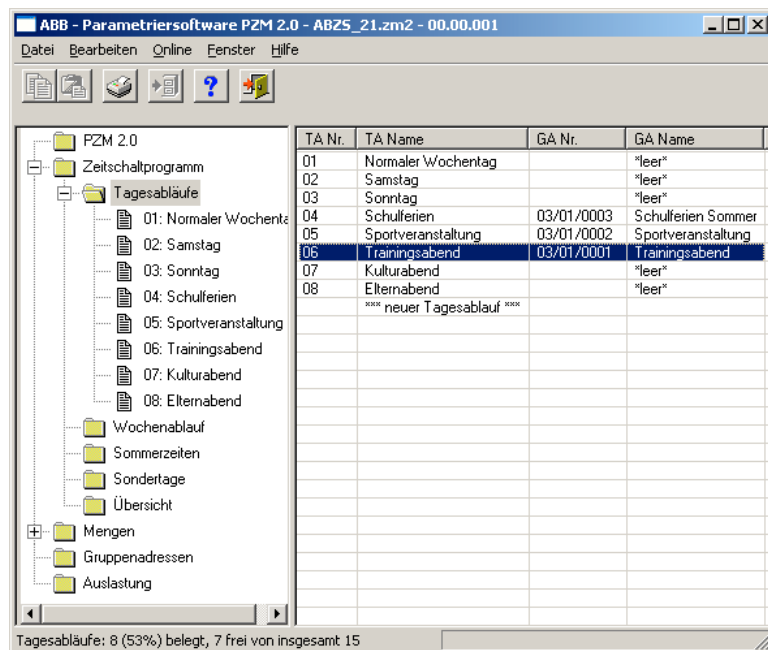 ABB - Parametriersoftware PZM 2.0 - ABZS_21.zm2 - 00.00.001
Datei Bearbeiten Online Fenster Hilfe
PZM 2.0
Zeitschaltprogramm
Tagesabläufe
01: Normaler Wochenta
02: Samstag
03: Sonntag
04: Schulferien
05: Sportveranstaltung
06: Trainingsabend
07: Kulturabend
08: Elternabend
Wochenablauf
Sommerzeiten
Sondertage
Übersicht
Mengen
Gruppenadressen
Auslastung
TA Nr. TA Name GA Nr. GA Name
01 Normaler Wochentag *leer*
02 Samstag *leer*
03 Sonntag *leer*
04 Schulferien 03/01/0003 Schulferien Sommer
05 Sportveranstaltung 03/01/0002 Sportveranstaltung
06 Trainingsabend 03/01/0001 Trainingsabend
07 Kulturabend *leer*
08 Elternabend *leer*
*** neuer Tagesablauf ***
Tagesabläufe: 8 (53%) belegt, 7 frei von insgesamt 15